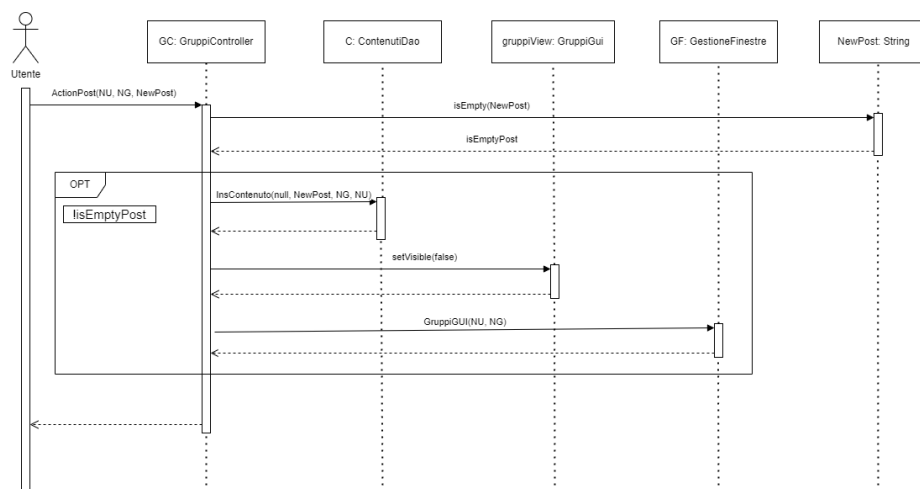 Utente
GC: GruppiController
C: ContenutiDao
gruppiView: GruppiGui
GF: GestioneFinestre
NewPost: String
ActionPost(NU, NG, NewPost)
isEmpty(NewPost)
isEmptyPost
OPT
!isEmptyPost
InsContenuto(null, NewPost, NG, NU)
setVisible(false)
GruppiGUI(NU, NG)